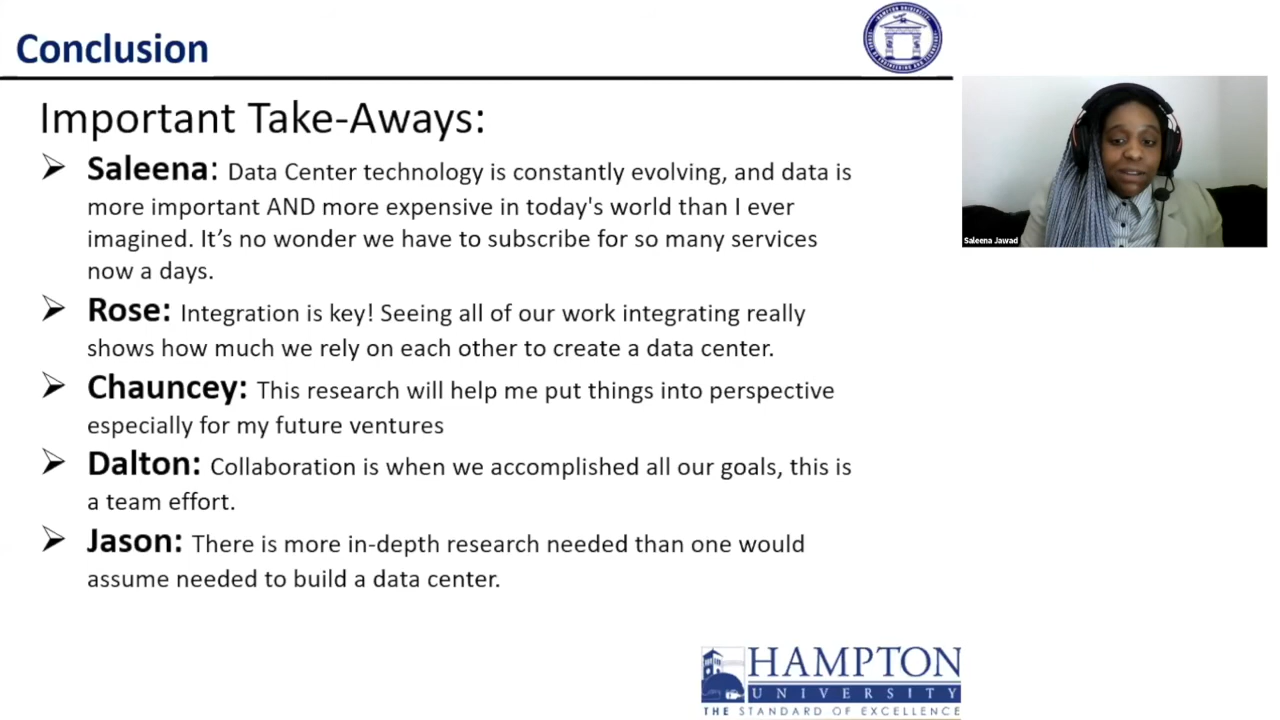 Conclusion
Important Take-Aways:
➢ Saleena: Data Center technology is constantly evolving, and data is
more important AND more expensive in today's world than I ever
imagined. It’s no wonder we have to subscribe for so many services
now a days.
➢ Rose: Integration is key! Seeing all of our work integrating really
shows how much we rely on each other to create a data center.
➢ Chauncey: This research will help me put things into perspective
especially for my future ventures
➢ Dalton: Collaboration is when we accomplished all our goals, this is
a team effort.
➢ Jason: There is more in-depth research needed than one would
assume needed to build a data center.
Saleena Jawad
HAMPTON
UNIVERSITY
THE STANDARD OF EXCELLENCE